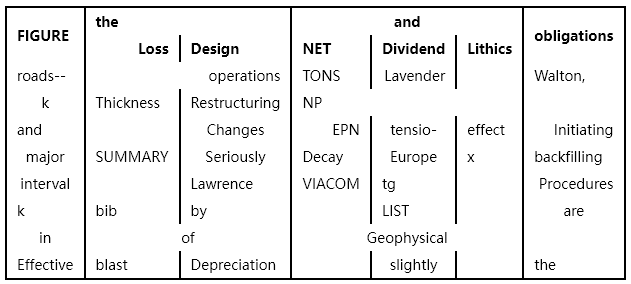 the and
FIGURE obligations
Loss Design NET Dividend Lithics
roads-- operations TONS Lavender Walton,
k Thickness Restructuring NP
and Changes EPN tensio- effect Initiating
major SUMMARY Seriously Decay Europe x backfilling
interval Lawrence VIACOM tg Procedures
k bib by LIST are
in of Geophysical
Effective blast Depreciation slightly the